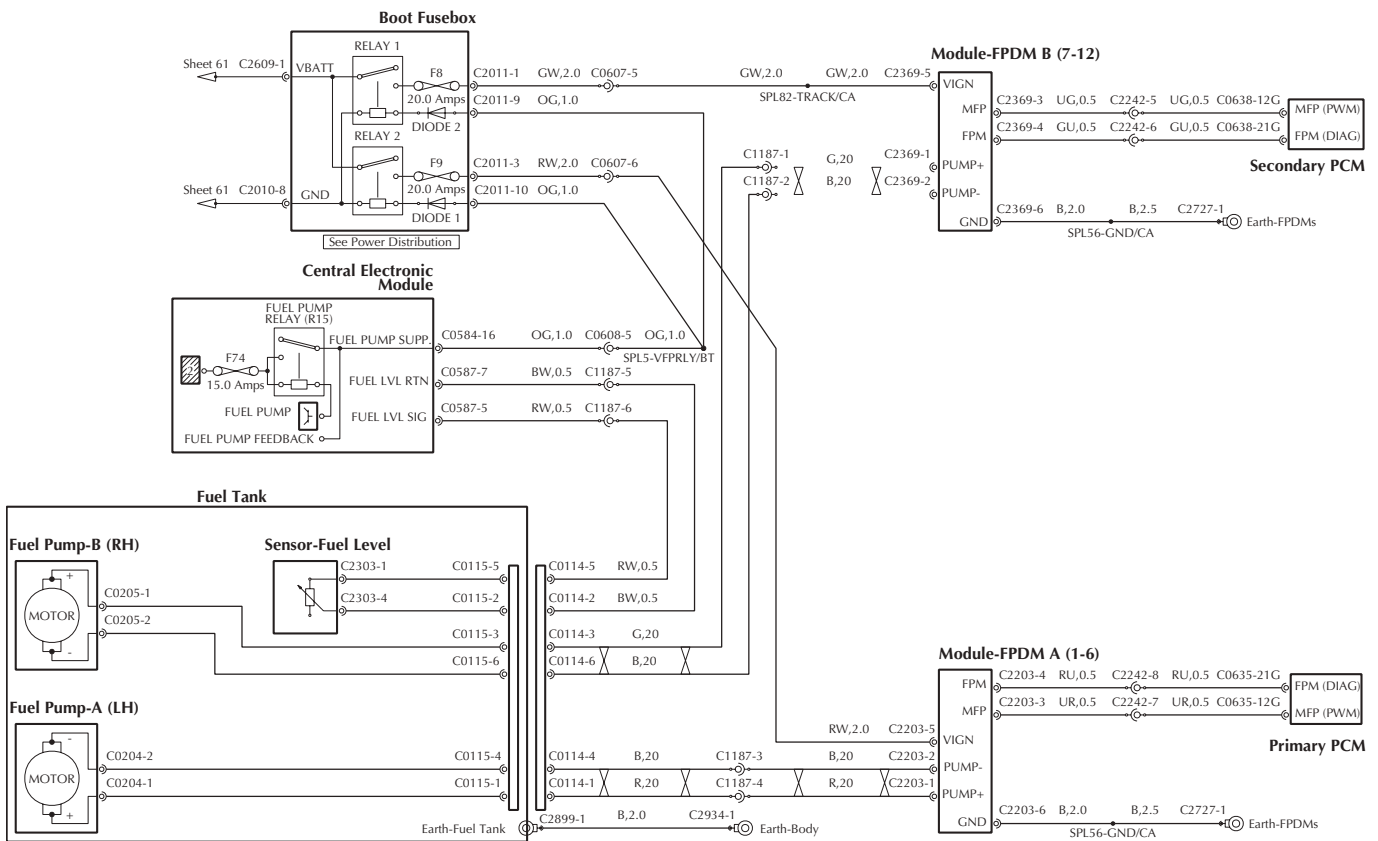 Boot Fusebox
RELAY 1
Sheet 61 C2609-1 VBATT F8 C2011-1 GW,2.0 C0607-5 GW,2.0 GW,2.0 C2369-5
SPL82-TRACK/CA
20.0 Amps C2011-9 OG,1.0
DIODE 2
RELAY 2
F9 C2011-3 RW,2.0 C0607-6
Sheet 61 C2010-8 GND 20.0 Amps C2011-10 OG,1.0
DIODE 1
See Power Distribution
Module-FPDM B (7-12)
VIGN
MFP C2369-3 UG,0.5 C2242-5 UG,0.5 C0638-12G MFP (PWM)
FPM C2369-4 GU,0.5 C2242-6 GU,0.5 C0638-21G FPM (DIAG)
Secondary PCM
C1187-1 G,20 C2369-1 PUMP+
C1187-2 B,20 C2369-2 PUMP-
GND C2369-6 B,2.0 B,2.5 C2727-1 Earth-FPDMs
SPL56-GND/CA
Central Electronic
Module
FUEL PUMP
RELAY (R15)
FUEL PUMP SUPP. C0584-16 OG,1.0 C0608-5 OG,1.0
SPL5-VFPRLY/BT
2 F74
15.0 Amps
FUEL LVL RTN C0587-7 BW,0.5 C1187-5
FUEL PUMP
FUEL LVL SIG C0587-5 RW,0.5 C1187-6
FUEL PUMP FEEDBACK
Fuel Tank
Fuel Pump-B (RH)
+
MOTOR
-
C0205-1
C0205-2
Sensor-Fuel Level
C2303-1 C0115-5 C0114-5 RW,0.5
C2303-4 C0115-2 C0114-2 BW,0.5
C0115-3 C0114-3 G,20
C0115-6 C0114-6 B,20
Fuel Pump-A (LH)
-
MOTOR
+
C0204-2 C0115-4 C0114-4 B,20 C1187-3 B,20 C2203-2 PUMP-
C0204-1 C0115-1 C0114-1 R,20 C1187-4 R,20 C2203-1 PUMP+
Earth-Fuel Tank C2899-1 B,2.0 C2934-1 Earth-Body
Module-FPDM A (1-6)
FPM C2203-4 RU,0.5 C2242-8 RU,0.5 C0635-21G FPM (DIAG)
MFP C2203-3 UR,0.5 C2242-7 UR,0.5 C0635-12G MFP (PWM)
Primary PCM
RW,2.0 C2203-5 VIGN
GND C2203-6 B,2.0 B,2.5 C2727-1 Earth-FPDMs
SPL56-GND/CA